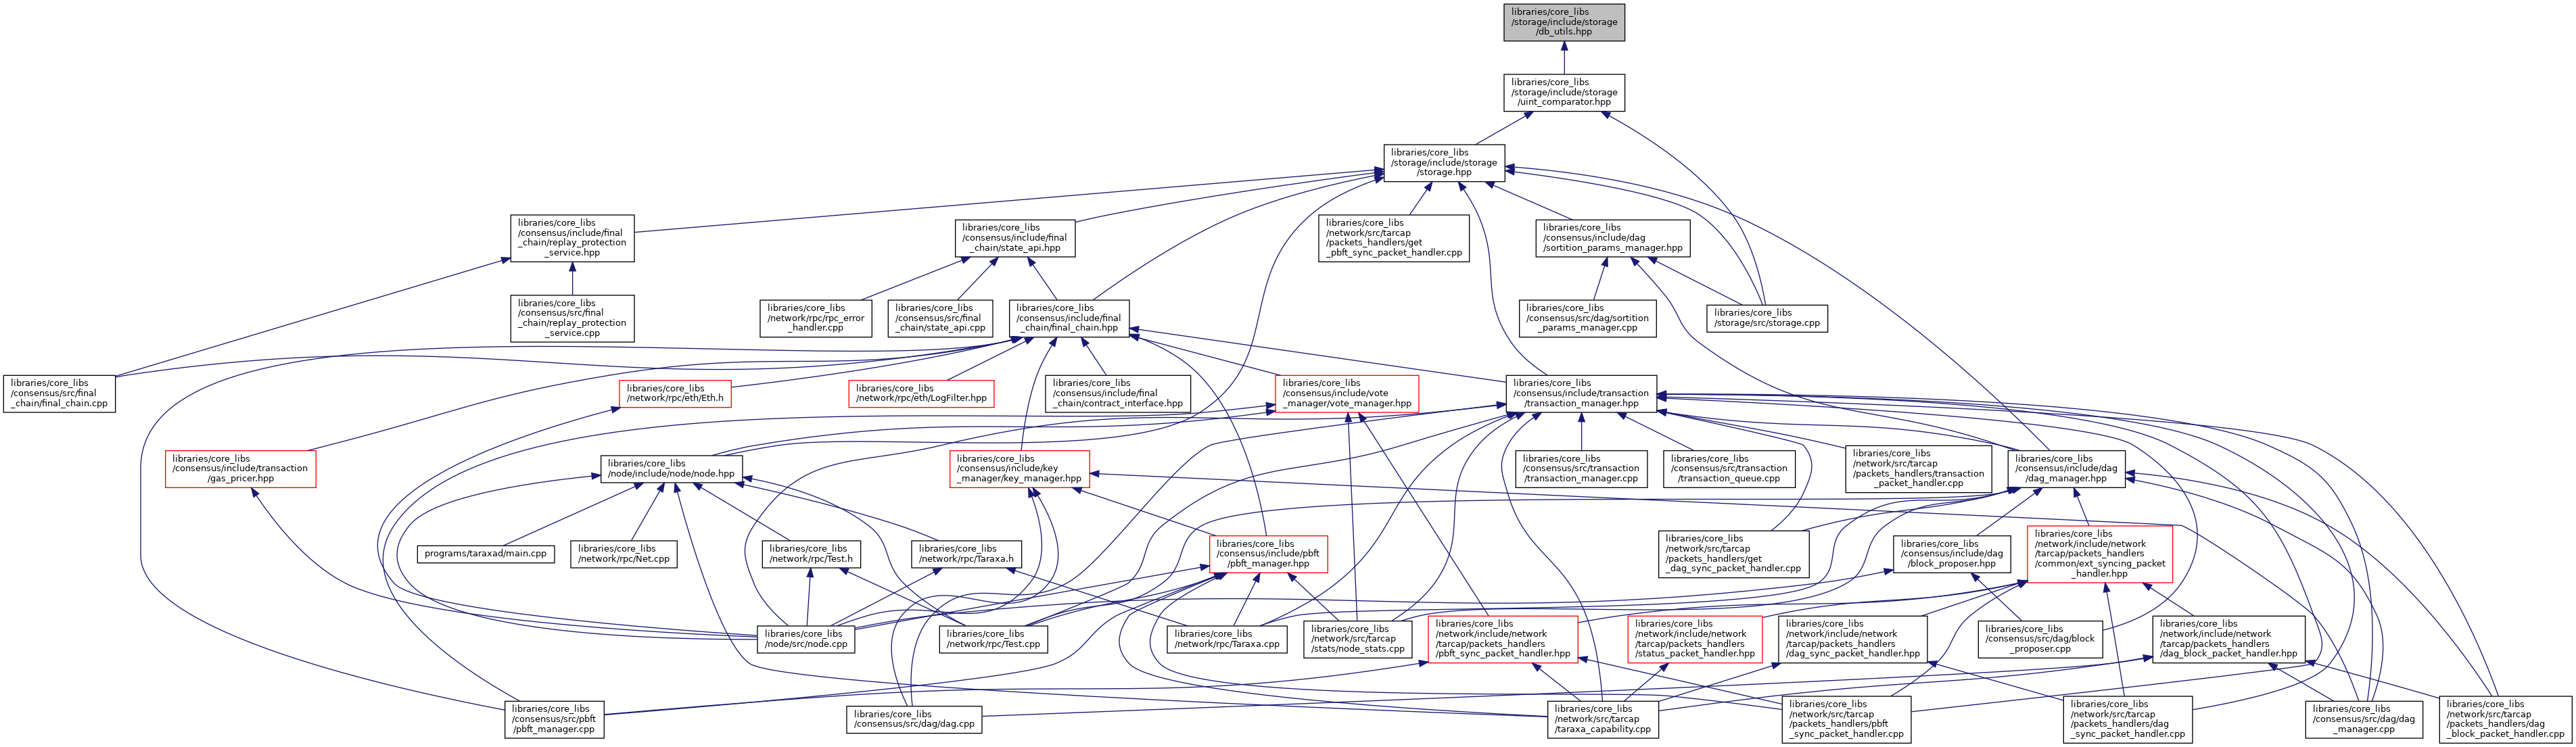 libraries/core_libs
/storage/include/storage
/db_utils.hpp
libraries/core_libs
/storage/include/storage
/uint_comparator.hpp
libraries/core_libs
/storage/include/storage
/storage.hpp
libraries/core_libs
/consensus/include/final
_chain/replay_protection
_service.hpp
libraries/core_libs
/consensus/include/final
_chain/state_api.hpp
libraries/core_libs
/network/src/tarcap
/packets_handlers/get
_pbft_sync_packet_handler.cpp
libraries/core_libs
/consensus/include/dag
/sortition_params_manager.hpp
libraries/core_libs
/consensus/src/final
_chain/replay_protection
_service.cpp
libraries/core_libs
/network/rpc/rpc_error
_handler.cpp
libraries/core_libs
/consensus/src/final
_chain/state_api.cpp
libraries/core_libs
/consensus/include/final
_chain/final_chain.hpp
libraries/core_libs
/consensus/src/dag/sortition
_params_manager.cpp
libraries/core_libs
/storage/src/storage.cpp
libraries/core_libs
/consensus/src/final
_chain/final_chain.cpp
libraries/core_libs
/network/rpc/eth/Eth.h
libraries/core_libs
/network/rpc/eth/LogFilter.hpp
libraries/core_libs
/consensus/include/final
_chain/contract_interface.hpp
libraries/core_libs
/consensus/include/vote
_manager/vote_manager.hpp
libraries/core_libs
/consensus/include/transaction
/transaction_manager.hpp
libraries/core_libs
/consensus/include/transaction
/gas_pricer.hpp
libraries/core_libs
/node/include/node/node.hpp
libraries/core_libs
/consensus/include/key
_manager/key_manager.hpp
libraries/core_libs
/consensus/src/transaction
/transaction_manager.cpp
libraries/core_libs
/consensus/src/transaction
/transaction_queue.cpp
libraries/core_libs
/network/src/tarcap
/packets_handlers/transaction
_packet_handler.cpp
libraries/core_libs
/consensus/include/dag
/dag_manager.hpp
programs/taraxad/main.cpp
libraries/core_libs
/network/rpc/Net.cpp
libraries/core_libs
/network/rpc/Test.h
libraries/core_libs
/network/rpc/Taraxa.h
libraries/core_libs
/consensus/include/pbft
/pbft_manager.hpp
libraries/core_libs
/network/src/tarcap
/packets_handlers/get
_dag_sync_packet_handler.cpp
libraries/core_libs
/consensus/include/dag
/block_proposer.hpp
libraries/core_libs
/network/include/network
/tarcap/packets_handlers
/common/ext_syncing_packet
_handler.hpp
libraries/core_libs
/node/src/node.cpp
libraries/core_libs
/network/rpc/Test.cpp
libraries/core_libs
/network/rpc/Taraxa.cpp
libraries/core_libs
/network/src/tarcap
/stats/node_stats.cpp
libraries/core_libs
/network/include/network
/tarcap/packets_handlers
/pbft_sync_packet_handler.hpp
libraries/core_libs
/network/include/network
/tarcap/packets_handlers
/status_packet_handler.hpp
libraries/core_libs
/network/include/network
/tarcap/packets_handlers
/dag_sync_packet_handler.hpp
libraries/core_libs
/consensus/src/dag/block
_proposer.cpp
libraries/core_libs
/network/include/network
/tarcap/packets_handlers
/dag_block_packet_handler.hpp
libraries/core_libs
/consensus/src/pbft
/pbft_manager.cpp
libraries/core_libs
/consensus/src/dag/dag.cpp
libraries/core_libs
/network/src/tarcap
/taraxa_capability.cpp
libraries/core_libs
/network/src/tarcap
/packets_handlers/pbft
_sync_packet_handler.cpp
libraries/core_libs
/network/src/tarcap
/packets_handlers/dag
_sync_packet_handler.cpp
libraries/core_libs
/consensus/src/dag/dag
_manager.cpp
libraries/core_libs
/network/src/tarcap
/packets_handlers/dag
_block_packet_handler.cpp